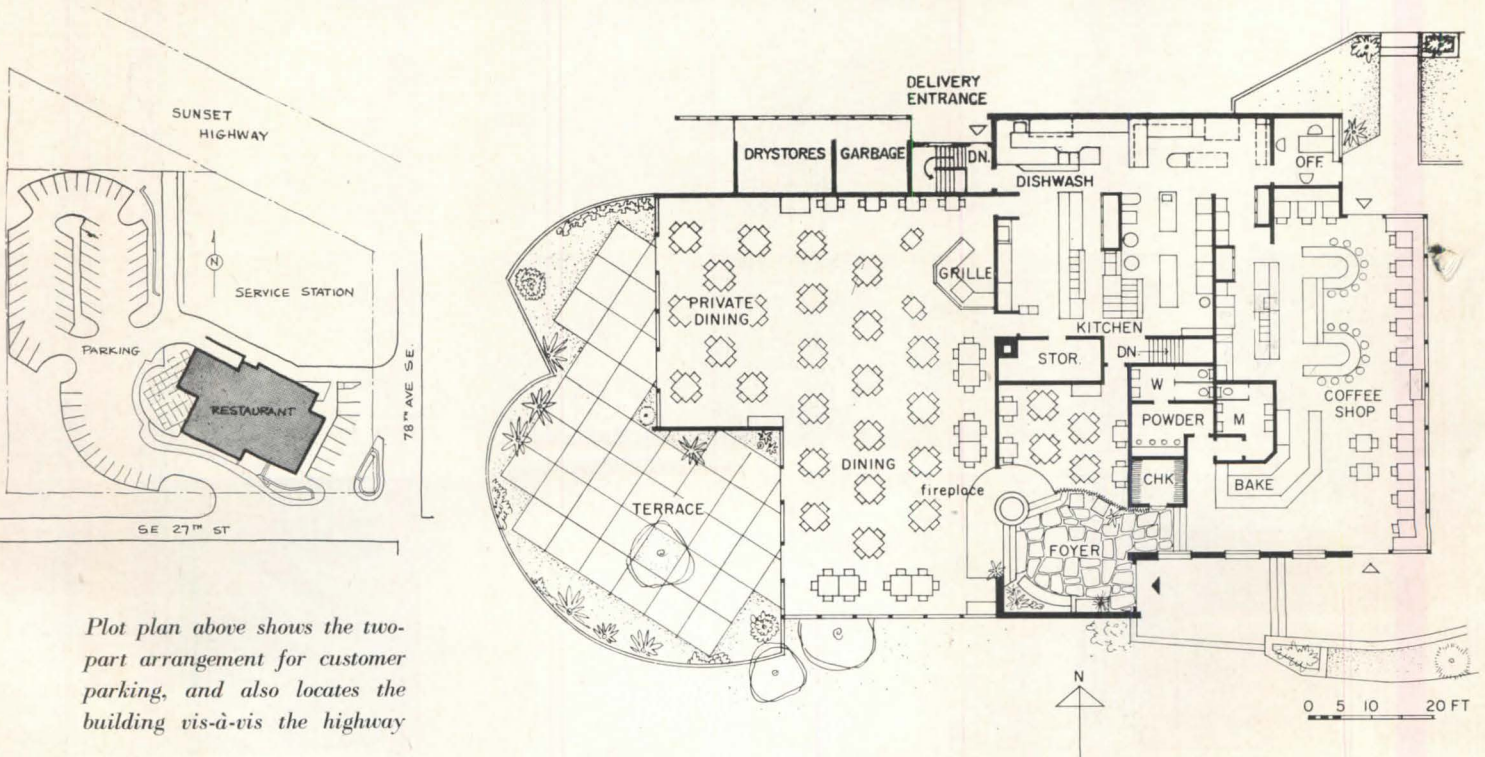 SUNSET
HIGHWAY
N
SERVICE STATION
PARKING
RESTAURANT
78TH AVE SE.
SE 27TH ST
Plot plan above shows the two-
part arrangement for customer
parking, and also locates the
building vis-à-vis the highway
DELIVERY
ENTRANCE
DRYSTORES
GARBAGE
DN.
DISHWASH
OFF.
GRILLE
PRIVATE
DINING
KITCHEN
STOR.
DN.
W
POWDER
M
COFFEE
SHOP
DINING
fireplace
CHK
BAKE
TERRACE
FOYER
N
0 5 10 20 FT